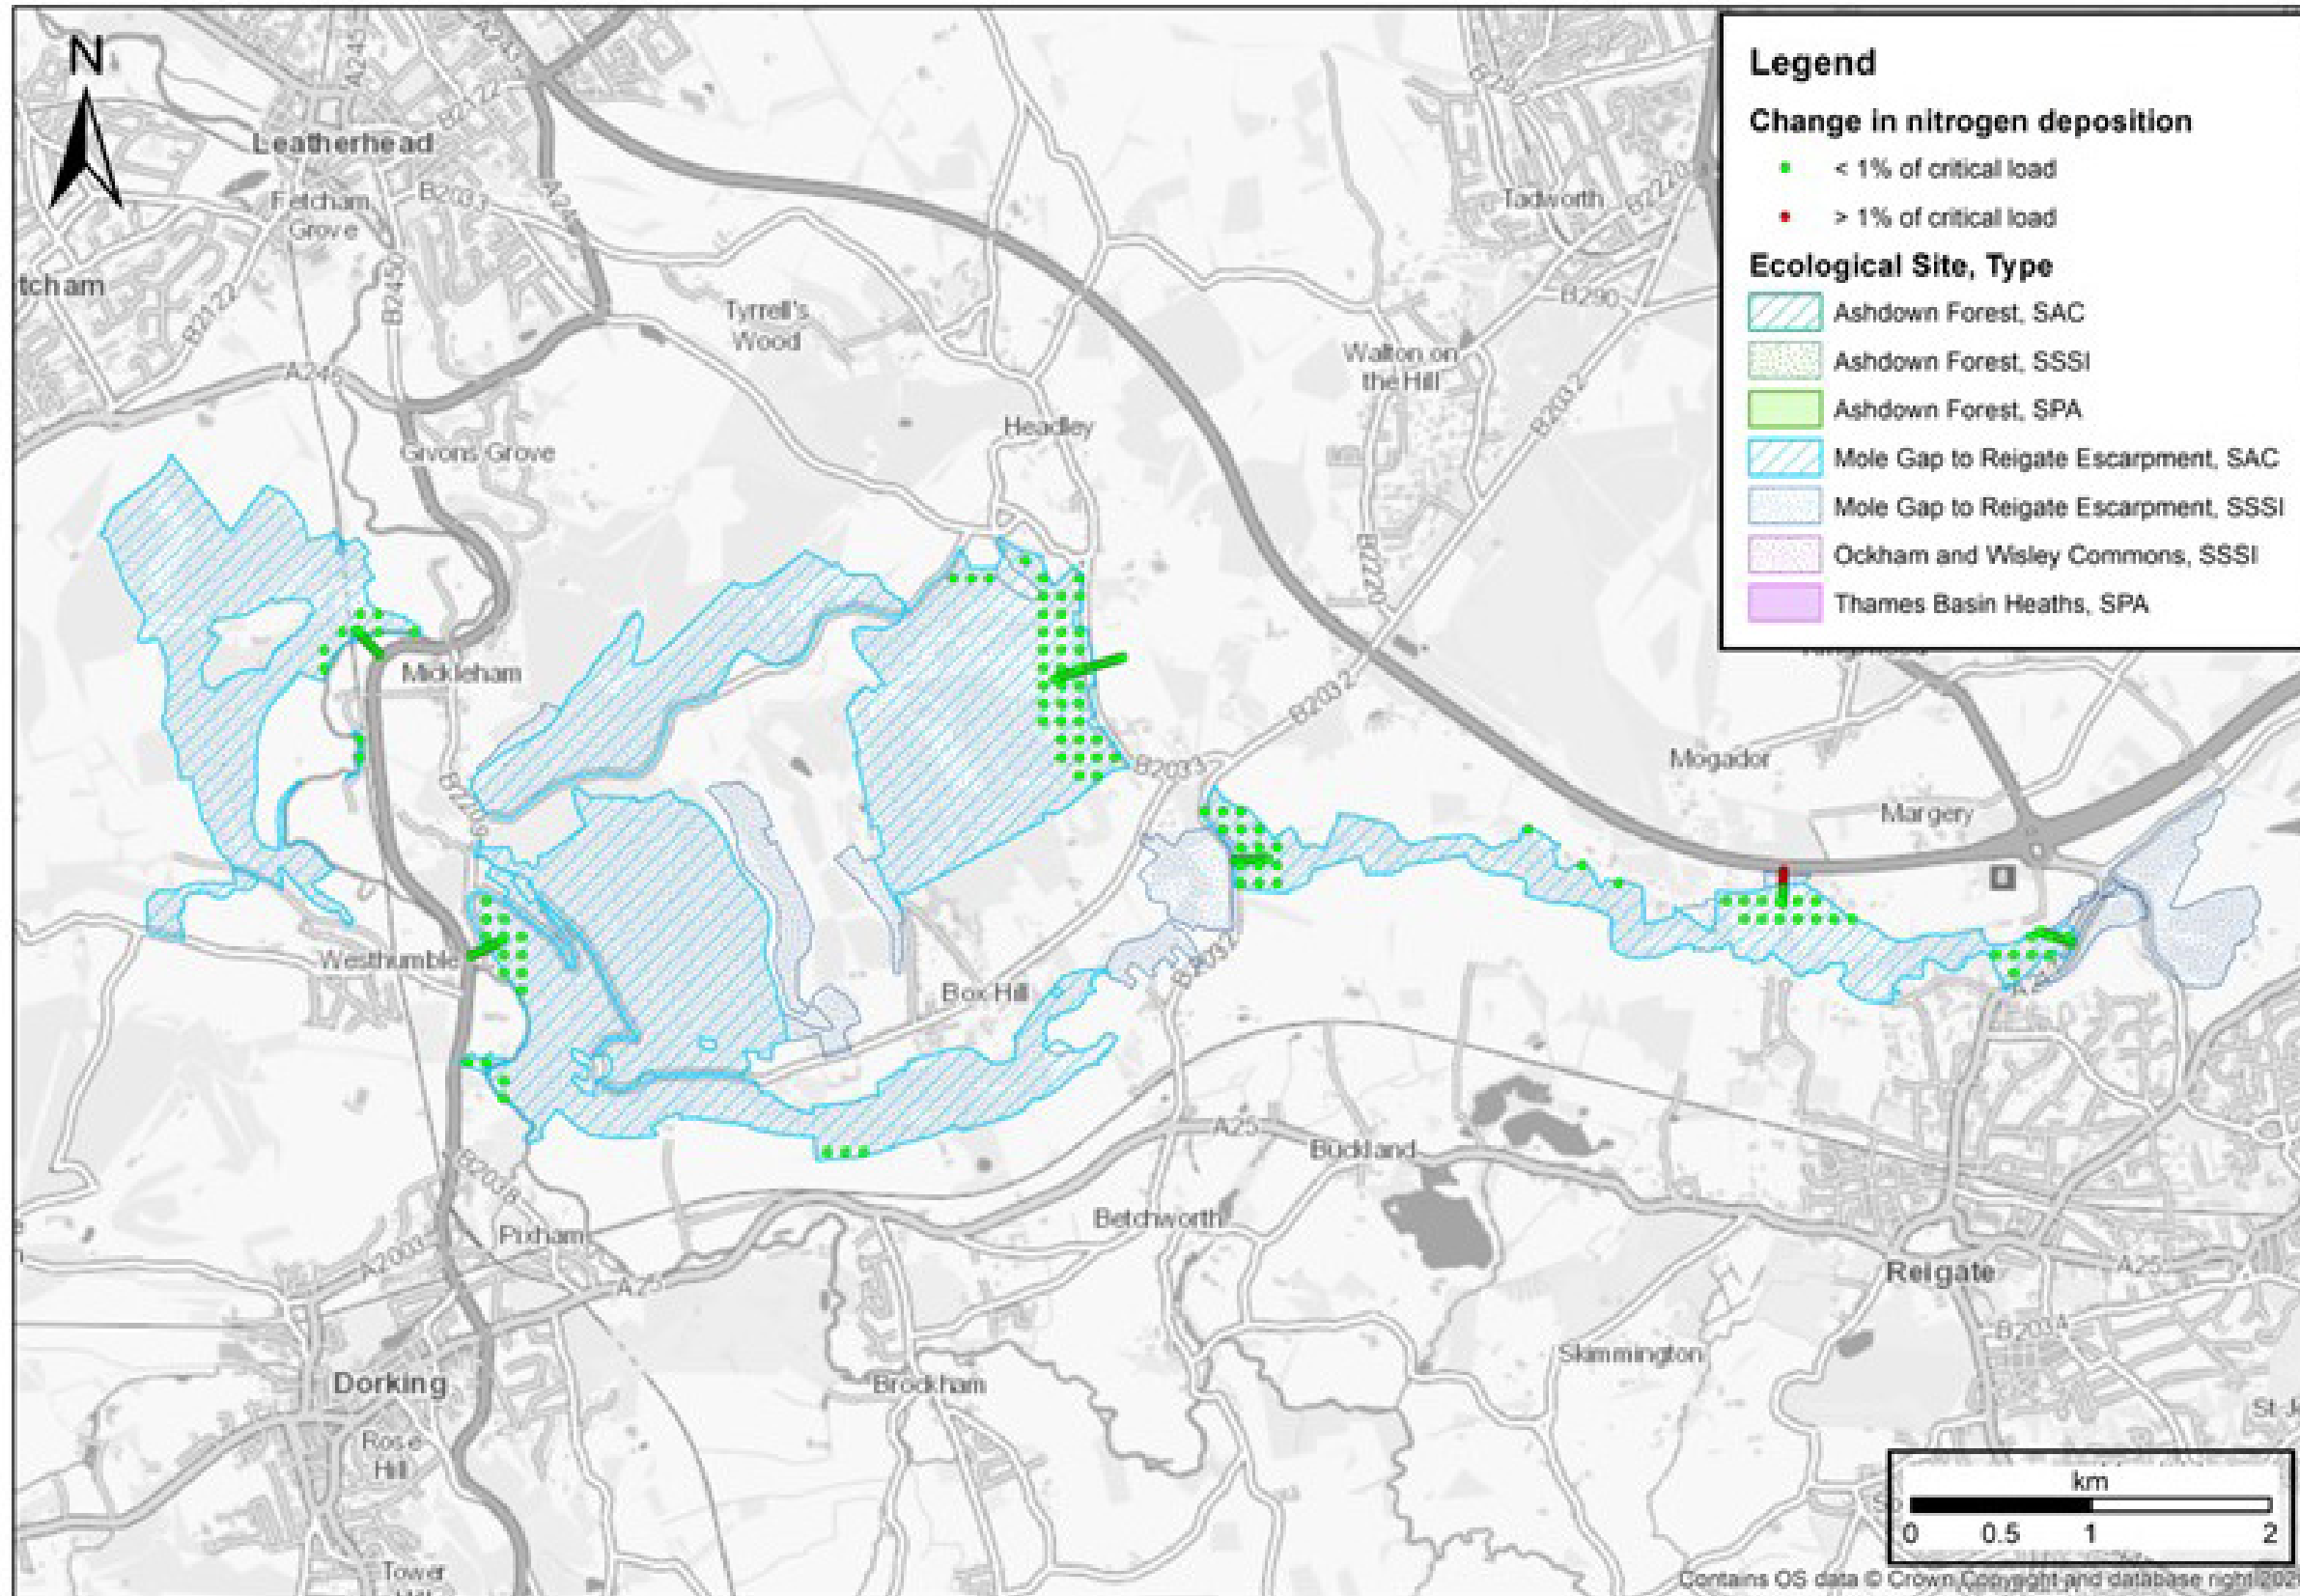 N
Leatherhead
Fetcham
Grove
tcham
A245
A243
B2122
B2033
B2450
B2122
A246
Tyrrell's
Wood
Givons Grove
Headley
Tadworth
B2220
B290
Walton on
the Hill
B2032
B2220
Mickleham
B2209
B2032
B2033
Mogador
Margery
Westhumble
Box Hill
B2032
A25
Buckland
B2038
Pixham
A2003
A25
Betchworth
Reigate
A25
B2034
Skimmington
Dorking
Brockham
Rose
Hill
Tower
Legend
Change in nitrogen deposition
< 1% of critical load
> 1% of critical load
Ecological Site, Type
Ashdown Forest, SAC
Ashdown Forest, SSSI
Ashdown Forest, SPA
Mole Gap to Reigate Escarpment, SAC
Mole Gap to Reigate Escarpment, SSSI
Ockham and Wisley Commons, SSSI
Thames Basin Heaths, SPA
km
0 0.5 1 2
Contains OS data © Crown Copyright and database right